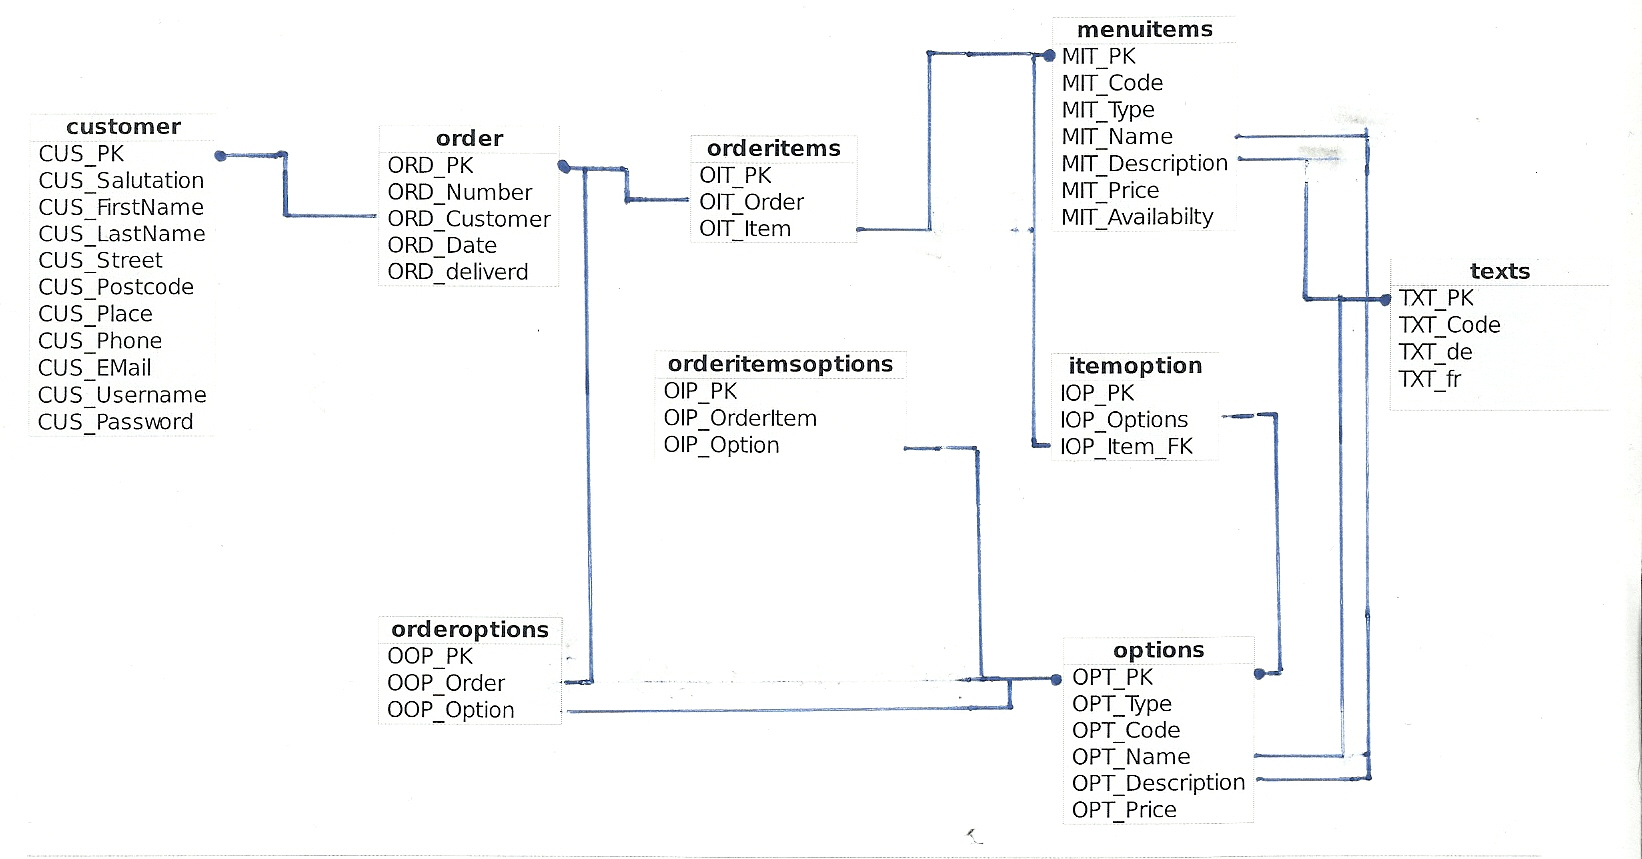 customer
CUS_PK
CUS_Salutation
CUS_FirstName
CUS_LastName
CUS_Street
CUS_Postcode
CUS_Place
CUS_Phone
CUS_EMail
CUS_Username
CUS_Password
order
ORD_PK
ORD_Number
ORD_Customer
ORD_Date
ORD_deliverd
orderitems
OIT_PK
OIT_Order
OIT_Item
menuitems
MIT_PK
MIT_Code
MIT_Type
MIT_Name
MIT_Description
MIT_Price
MIT_Availabilty
texts
TXT_PK
TXT_Code
TXT_de
TXT_fr
orderitemsoptions
OIP_PK
OIP_OrderItem
OIP_Option
itemoption
IOP_PK
IOP_Options
IOP_Item_FK
orderoptions
OOP_PK
OOP_Order
OOP_Option
options
OPT_PK
OPT_Type
OPT_Code
OPT_Name
OPT_Description
OPT_Price